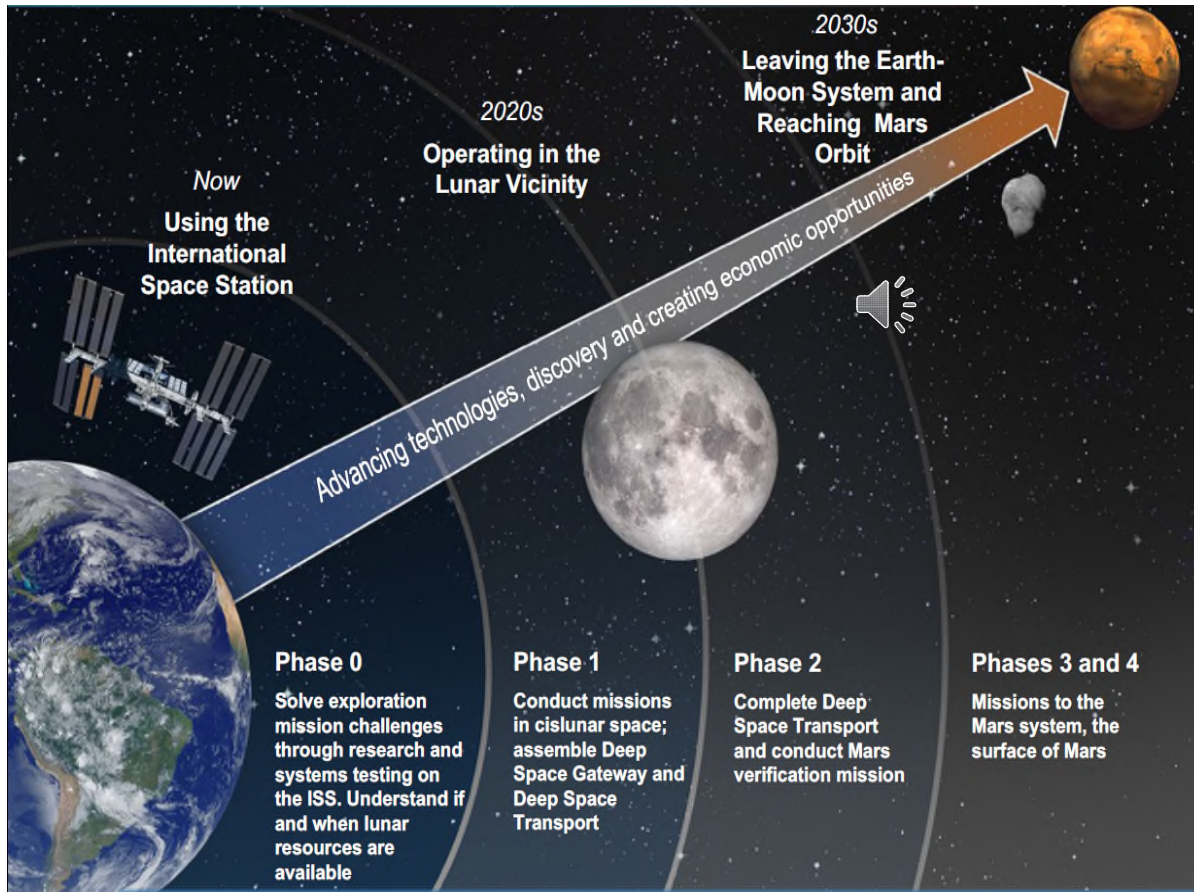 Now
Using the
International
Space Station
2020s
Operating in the
Lunar Vicinity
2030s
Leaving the Earth-
Moon System and
Reaching Mars
Orbit
Advancing technologies, discovery and creating economic opportunities
Phase 0
Solve exploration
mission challenges
through research and
systems testing on
the ISS. Understand if
and when lunar
resources are
available
Phase 1
Conduct missions
in cislunar space;
assemble Deep
Space Gateway and
Deep Space
Transport
Phase 2
Complete Deep
Space Transport
and conduct Mars
verification mission
Phases 3 and 4
Missions to the
Mars system, the
surface of Mars